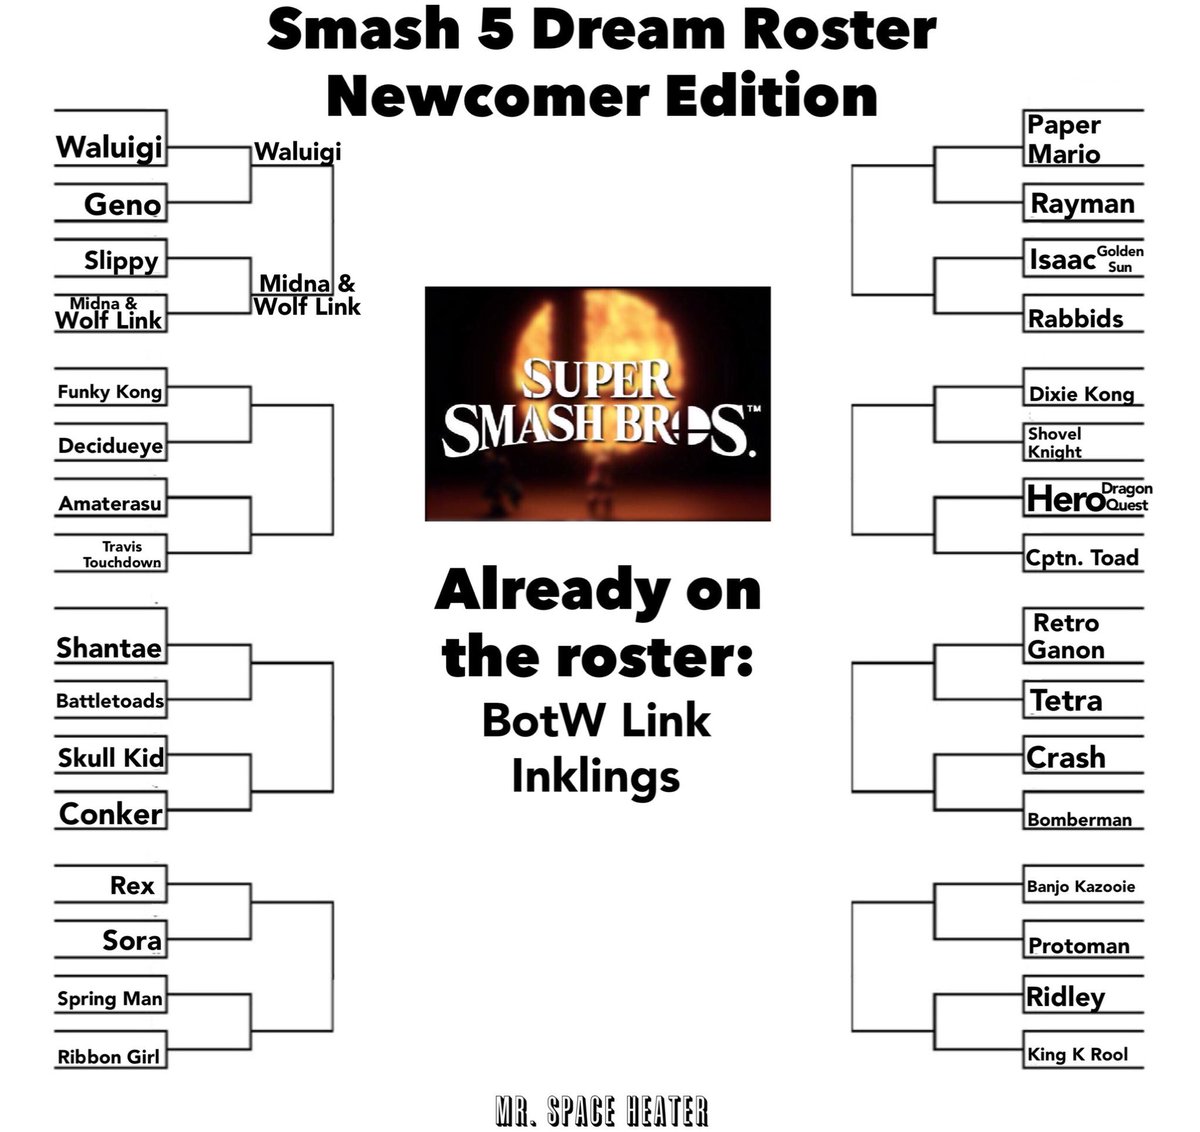 Smash 5 Dream Roster
Newcomer Edition
Waluigi
Geno
Slippy
Midna &
Wolf Link
Funky Kong
Decidueye
Amaterasu
Travis
Touchdown
Shantae
Battletoads
Skull Kid
Conker
Rex
Sora
Spring Man
Ribbon Girl
Waluigi
Midna &
Wolf Link
SUPER
SMASH BROS.™
Already on
the roster:
BotW Link
Inklings
Paper
Mario
Rayman
Isaac Golden
Sun
Rabbids
Dixie Kong
Shovel
Knight
Hero Dragon
Quest
Cptn. Toad
Retro
Ganon
Tetra
Crash
Bomberman
Banjo Kazooie
Protoman
Ridley
King K Rool
MR. SPACE HEATER